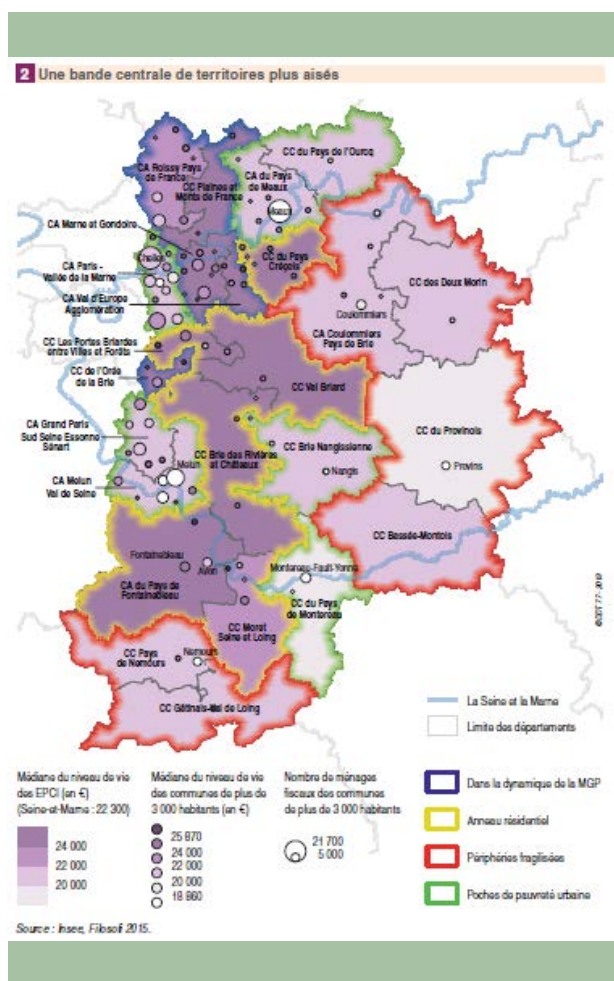 2 Une bande centrale de territoires plus aisés
CC du Pays de l'Ourcq
CA Roissy Pays
de France
CA du Pays
de Meaux
CC Plaines et
Monts de France
Meaux
CA Marne et Gondoire
Chelles
CC du Pays
Créçois
CA Paris -
Vallée de la Marne
CC des Deux Morin
CA Val d'Europe
Agglomération
Coulommiers
CA Coulommiers
Pays de Brie
CC Les Portes Briardes
entre Villes et Forêts
CC de l'Orée
de la Brie
CC Val Briard
CC du Provinois
CA Grand Paris
Sud Seine Essonne
Sénart
CC Brie des Rivières
et Châteaux
CC Brie Nangissienne
Provins
Melun
Nangis
CA Melun
Val de Seine
CC Bassée-Montois
Fontainebleau
Avon
Montereau-Fault-Yonne
CA du Pays de
Fontainebleau
CC du Pays
de Montereau
©DDT 77 - 2019
CC Moret
Seine et Loing
CC Pays
de Nemours
Nemours
CC Gâtinais-Val de Loing
La Seine et la Marne
Limite des départements
Médiane du niveau de vie
des EPCI (en €)
(Seine-et-Marne : 22 300)
24 000
22 000
20 000
Médiane du niveau de vie
des communes de plus de
3 000 habitants (en €)
25 870
24 000
22 000
20 000
18 860
Nombre de ménages
fiscaux des communes
de plus de 3 000 habitants
21 700
5 000
Dans la dynamique de la MGP
Anneau résidentiel
Périphéries fragilisées
Poches de pauvreté urbaine
Source : Insee, Filosofi 2015.